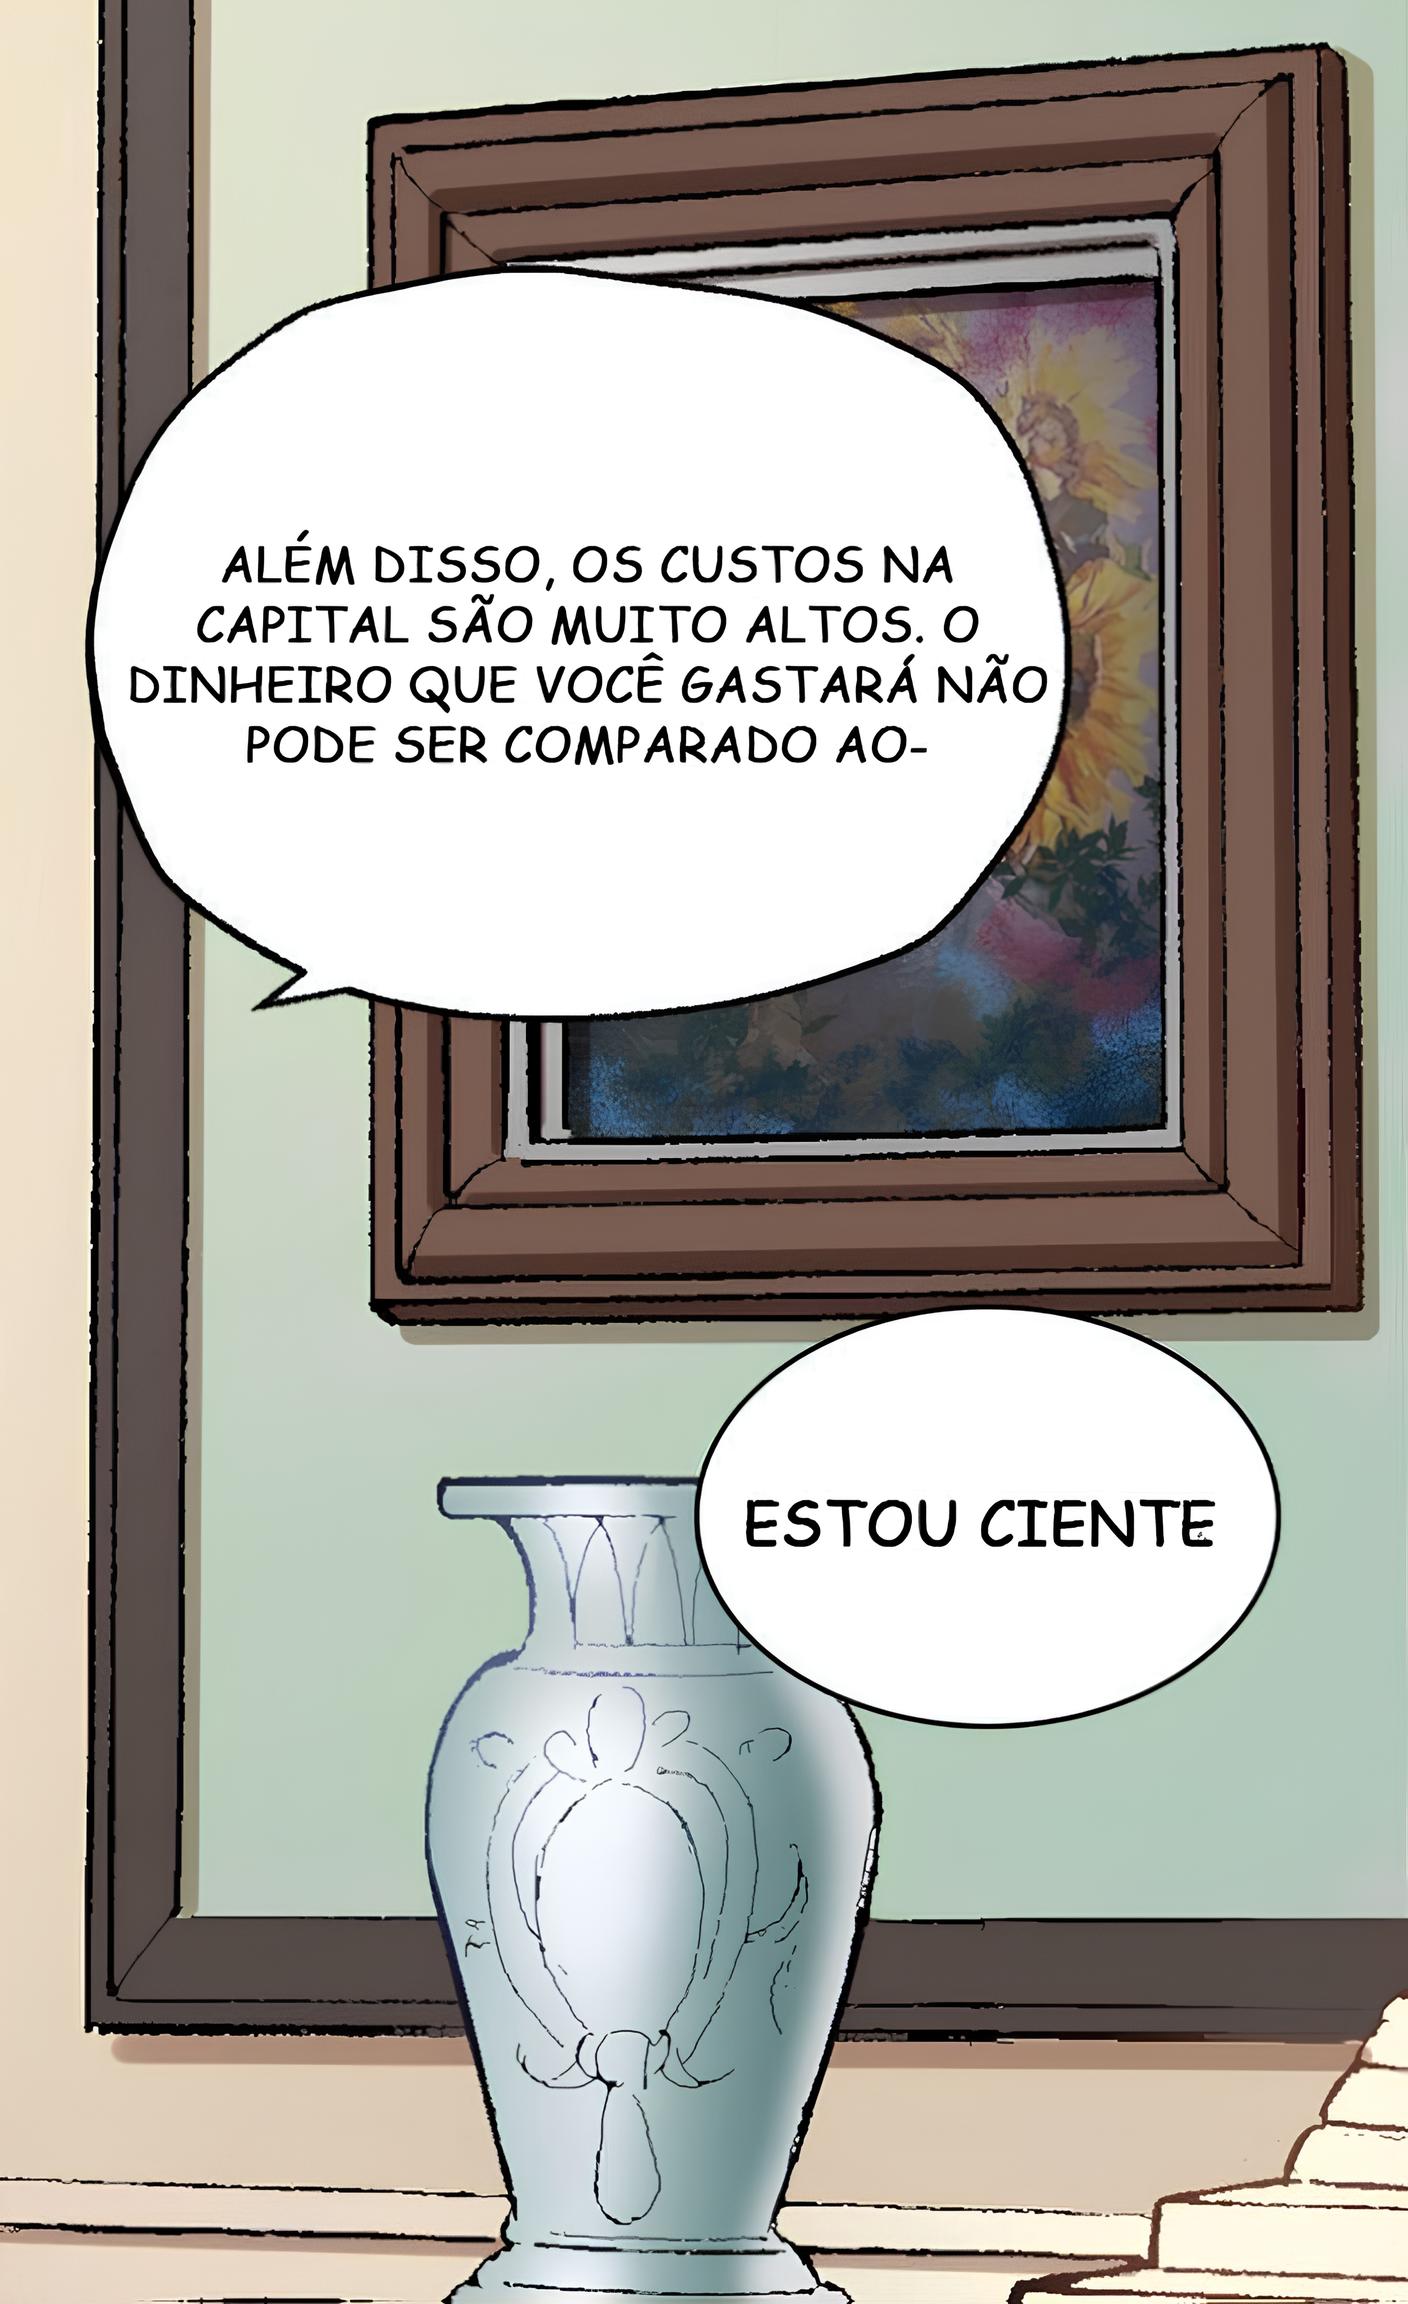 ALÉM DISSO, OS CUSTOS NA
CAPITAL SÃO MUITO ALTOS. O
DINHEIRO QUE VOCÊ GASTARÁ NÃO
PODE SER COMPARADO AO-
ESTOU CIENTE